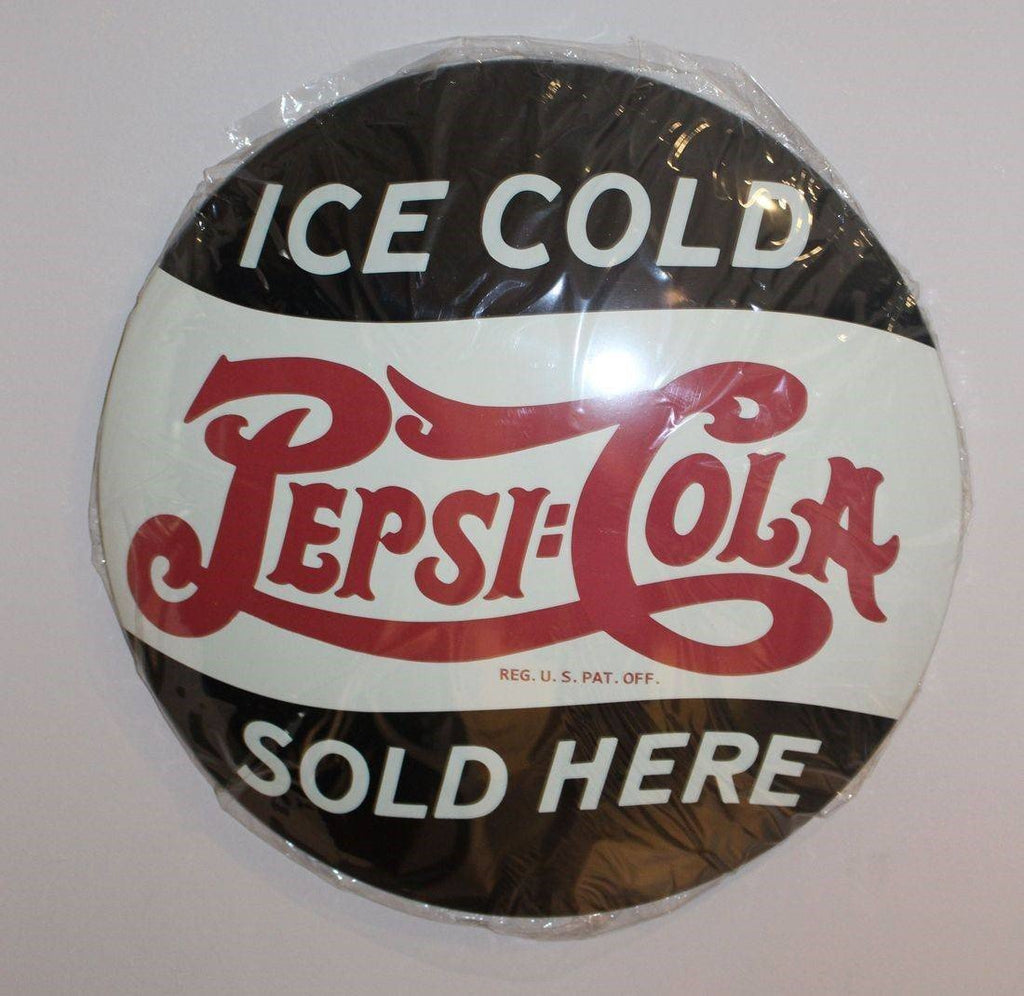 ICE COLD
PEPSI=COLA
REG. U. S. PAT. OFF.
SOLD HERE